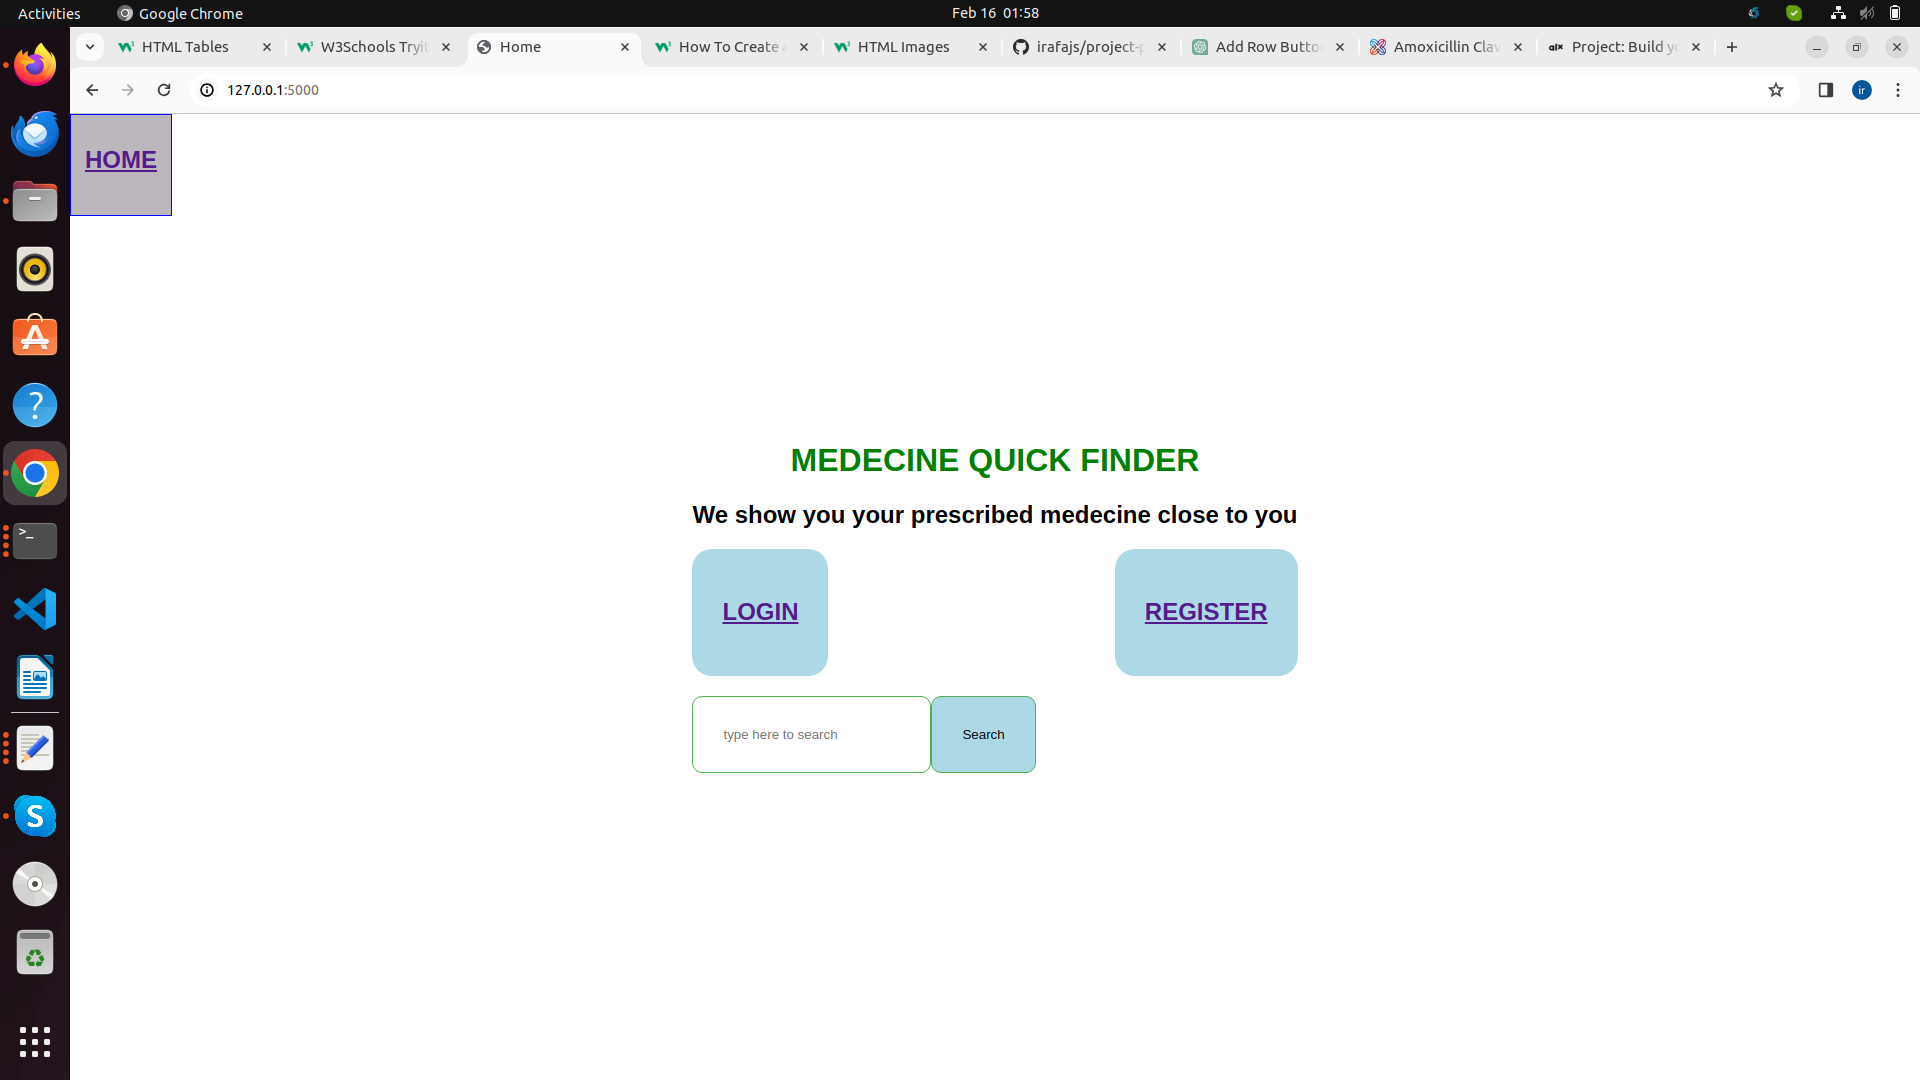 Activities
Google Chrome
Feb 16 01:58
HTML Tables
W3Schools Tryit
Home
How To Create a
HTML Images
irafajs/project-p
Add Row Butto
Amoxicillin Clav
Project: Build yo
127.0.0.1:5000
ir
HOME
MEDECINE QUICK FINDER
We show you your prescribed medecine close to you
LOGIN
REGISTER
type here to search
Search